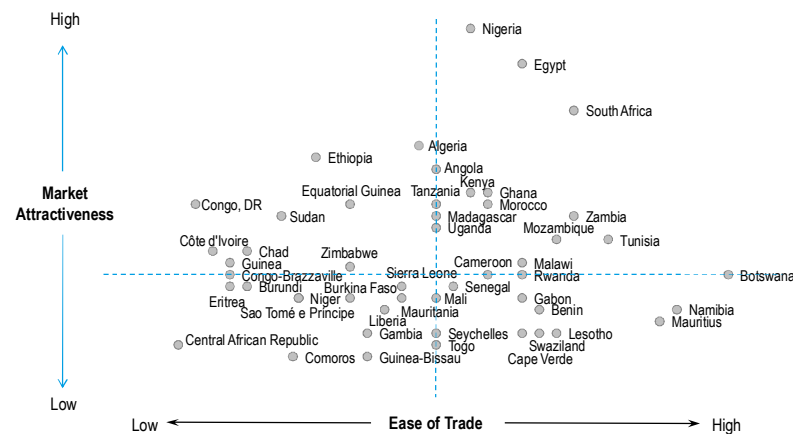 High
Nigeria
Egypt
South Africa
Algeria
Ethiopia
Angola
Kenya
Market
Attractiveness
Equatorial Guinea
Tanzania
Ghana
Congo, DR
Morocco
Sudan
Madagascar
Zambia
Uganda
Mozambique
Côte d'Ivoire
Tunisia
Chad
Zimbabwe
Guinea
Cameroon
Malawi
Congo-Brazzaville
Sierra Leone
Rwanda
Botswana
Burundi
Burkina Faso
Senegal
Eritrea
Niger
Mali
Gabon
Sao Tomé e Príncipe
Mauritania
Benin
Namibia
Liberia
Mauritius
Central African Republic
Gambia
Seychelles
Lesotho
Togo
Swaziland
Comoros
Guinea-Bissau
Cape Verde
Low
Low
Ease of Trade
High